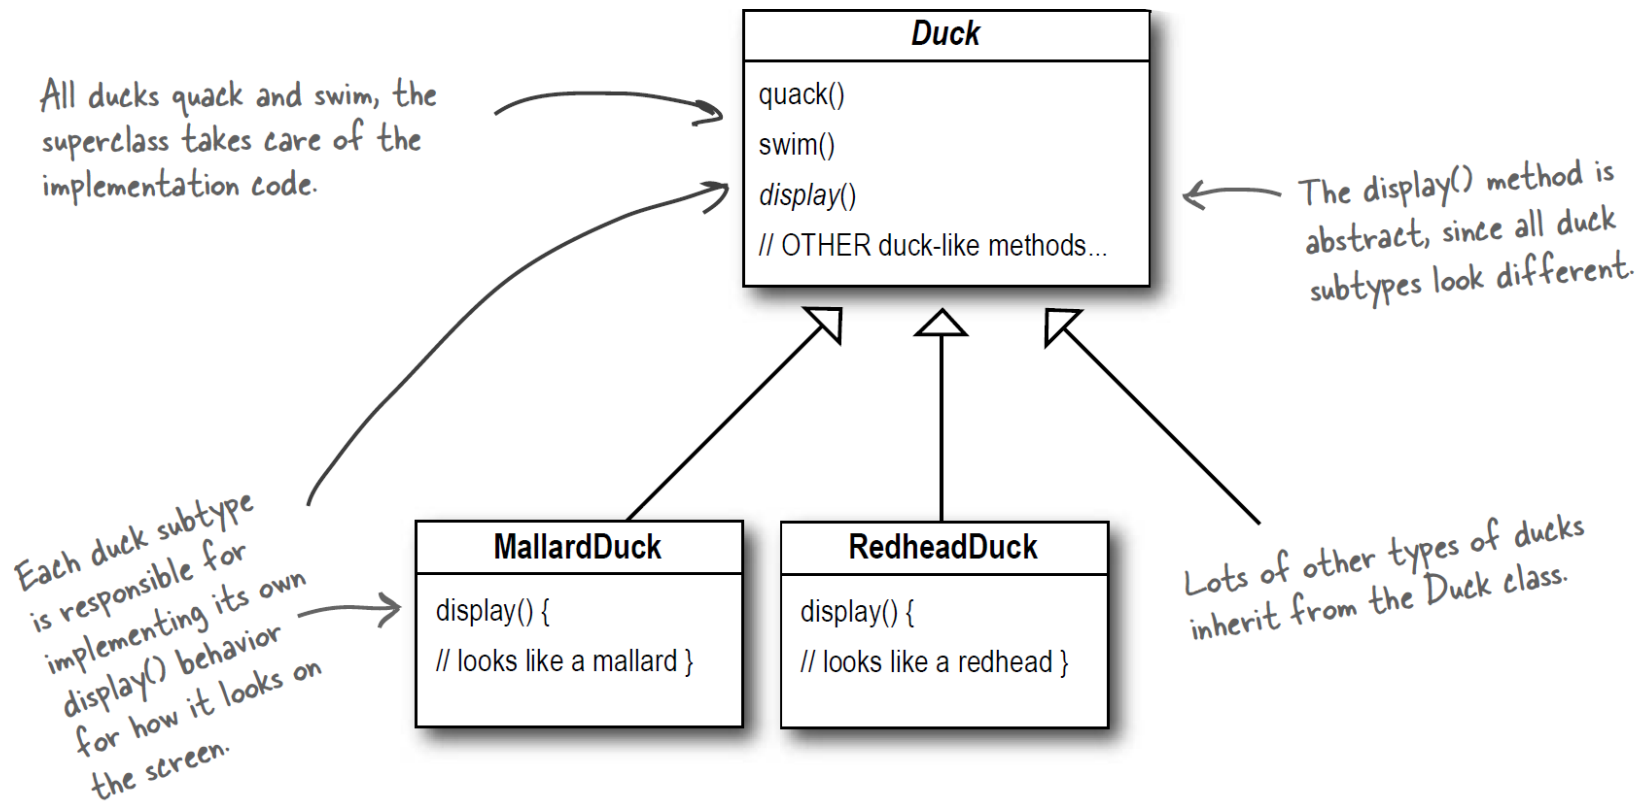 Duck
quack()
swim()
display()
// OTHER duck-like methods...
All ducks quack and swim, the
superclass takes care of the
implementation code.
The display() method is
abstract, since all duck
subtypes look different.
Each duck subtype
is responsible for
implementing its own
display() behavior
for how it looks on
the screen.
MallardDuck
display() {
// looks like a mallard }
RedheadDuck
display() {
// looks like a redhead }
Lots of other types of ducks
inherit from the Duck class.